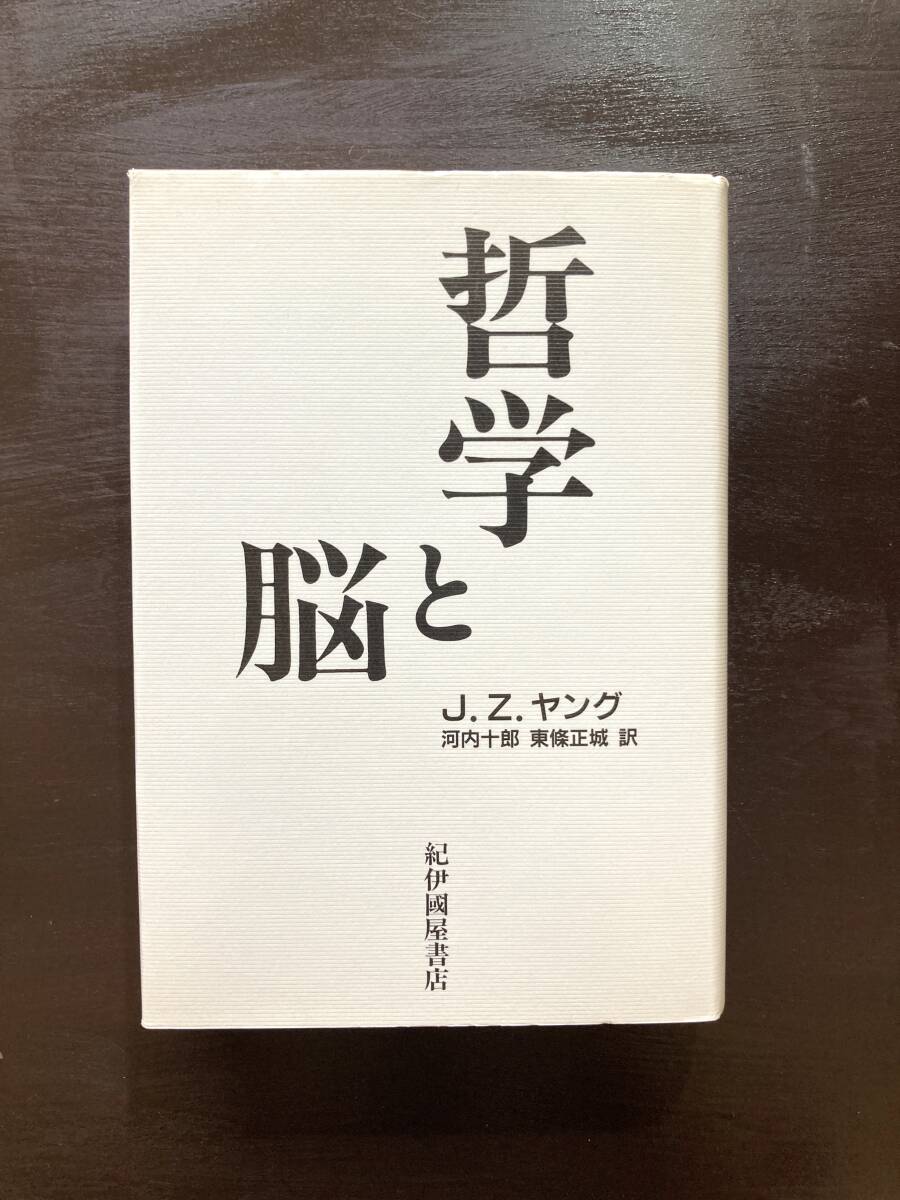 哲学
と
脳
J.Z.ヤング
河内十郎 東條正城 訳
紀伊國屋書店